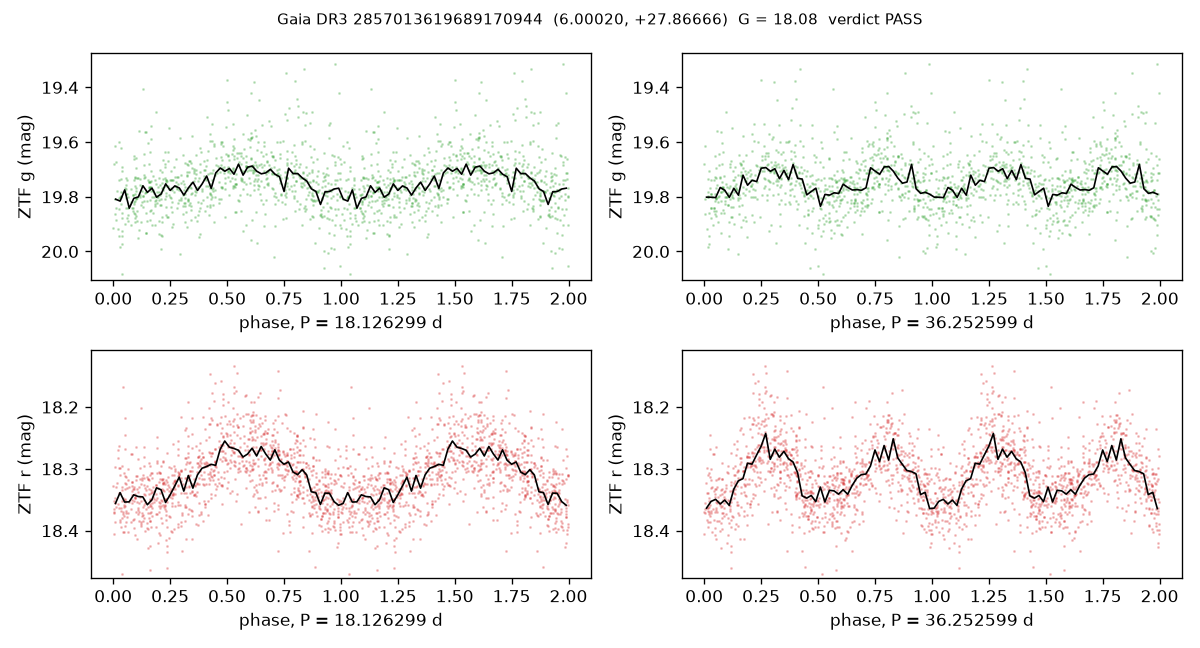 Gaia DR3 2857013619689170944 (6.00020, +27.86666) G = 18.08 verdict PASS
ZTF g (mag)
19.4
19.6
19.8
20.0
0.00 0.25 0.50 0.75 1.00 1.25 1.50 1.75 2.00
phase, P = 18.126299 d
ZTF g (mag)
19.4
19.6
19.8
20.0
0.00 0.25 0.50 0.75 1.00 1.25 1.50 1.75 2.00
phase, P = 36.252599 d
ZTF r (mag)
18.2
18.3
18.4
0.00 0.25 0.50 0.75 1.00 1.25 1.50 1.75 2.00
phase, P = 18.126299 d
ZTF r (mag)
18.2
18.3
18.4
0.00 0.25 0.50 0.75 1.00 1.25 1.50 1.75 2.00
phase, P = 36.252599 d